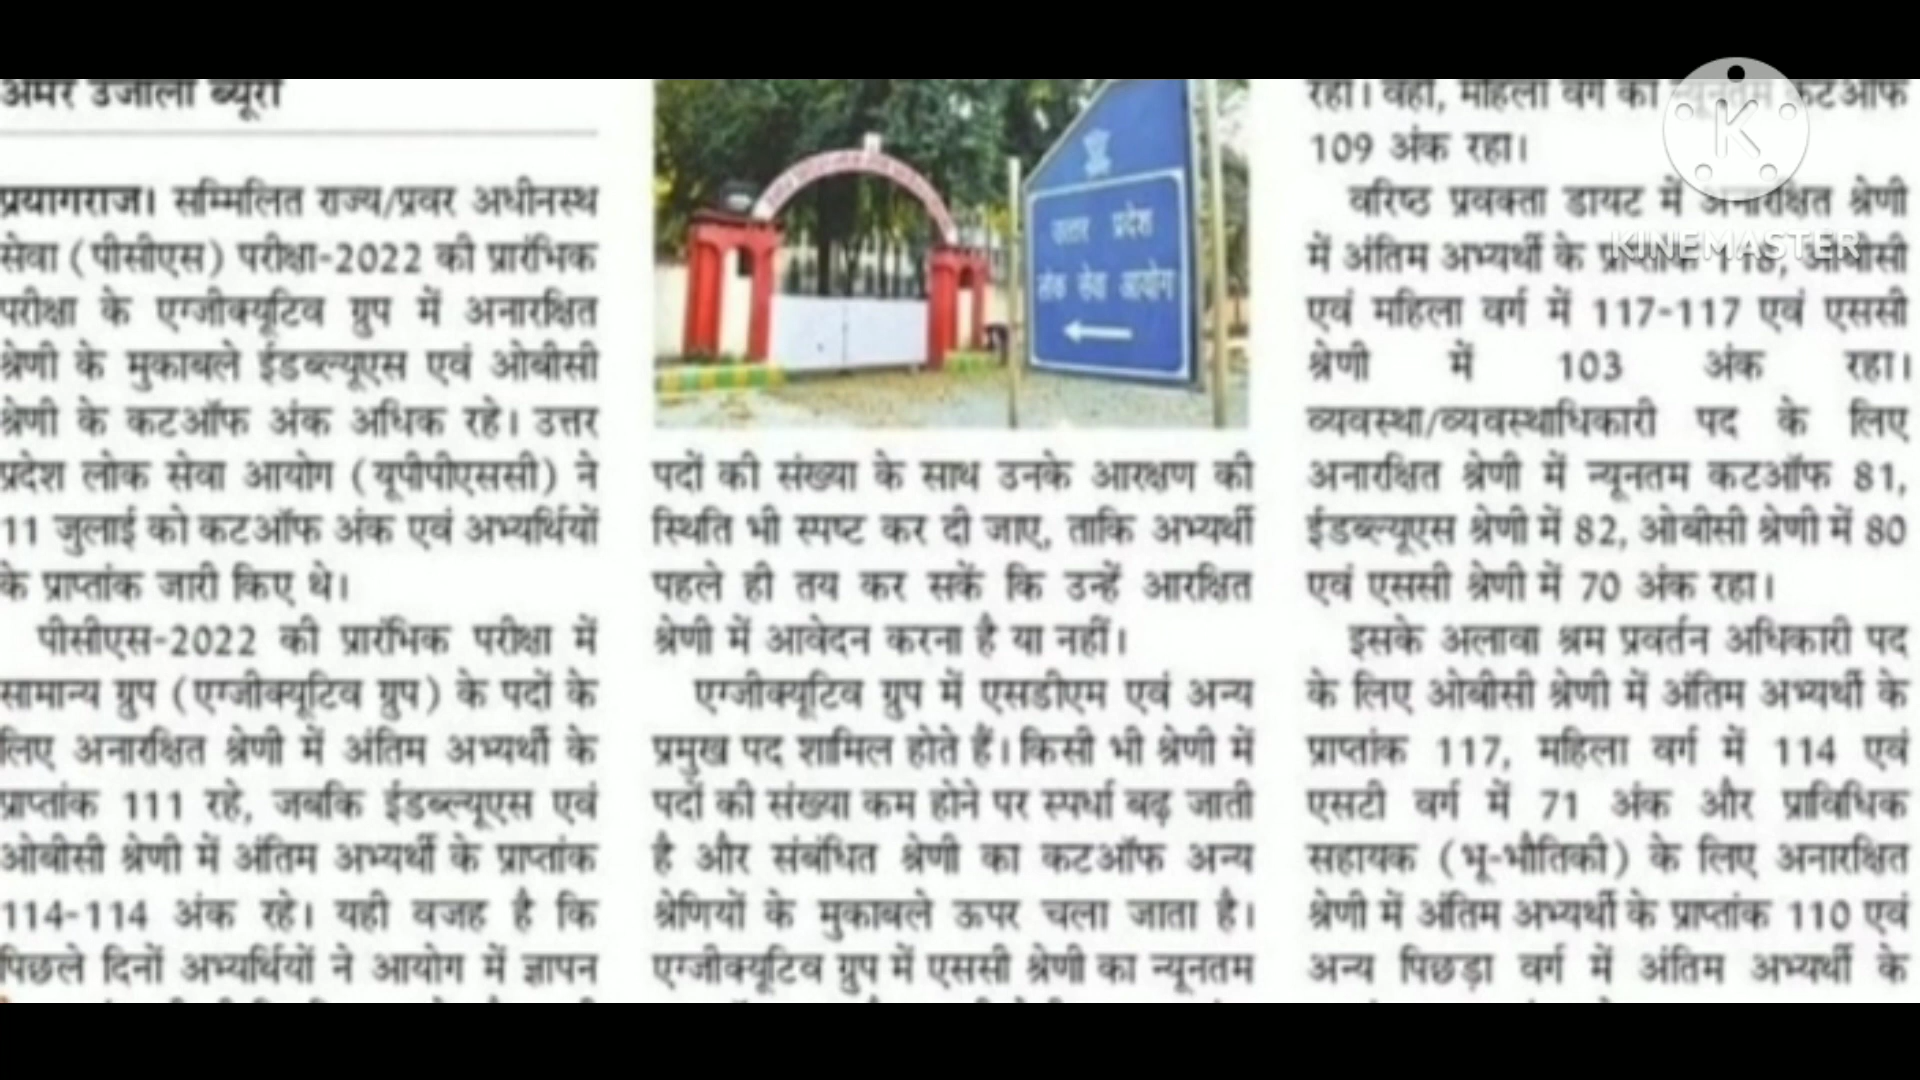 अमर उजाला ब्यूरो
प्रयागराज। सम्मिलित राज्य/प्रवर अधीनस्थ
सेवा (पीसीएस) परीक्षा-2022 की प्रारंभिक
परीक्षा के एग्जीक्यूटिव ग्रुप में अनारक्षित
श्रेणी के मुकाबले ईडब्ल्यूएस एवं ओबीसी
श्रेणी के कटऑफ अंक अधिक रहे। उत्तर
प्रदेश लोक सेवा आयोग (यूपीपीएससी) ने
11 जुलाई को कटऑफ अंक एवं अभ्यर्थियों
के प्राप्तांक जारी किए थे।
पीसीएस-2022 की प्रारंभिक परीक्षा में
सामान्य ग्रुप (एग्जीक्यूटिव ग्रुप) के पदों के
लिए अनारक्षित श्रेणी में अंतिम अभ्यर्थी के
प्राप्तांक 111 रहे, जबकि ईडब्ल्यूएस एवं
ओबीसी श्रेणी में अंतिम अभ्यर्थी के प्राप्तांक
114-114 अंक रहे। यही वजह है कि
पिछले दिनों अभ्यर्थियों ने आयोग में ज्ञापन
उत्तर प्रदेश
लोक सेवा आयोग
पदों की संख्या के साथ उनके आरक्षण की
स्थिति भी स्पष्ट कर दी जाए, ताकि अभ्यर्थी
पहले ही तय कर सकें कि उन्हें आरक्षित
श्रेणी में आवेदन करना है या नहीं।
एग्जीक्यूटिव ग्रुप में एसडीएम एवं अन्य
प्रमुख पद शामिल होते हैं। किसी भी श्रेणी में
पदों की संख्या कम होने पर स्पर्धा बढ़ जाती
है और संबंधित श्रेणी का कटऑफ अन्य
श्रेणियों के मुकाबले ऊपर चला जाता है।
एग्जीक्यूटिव ग्रुप में एससी श्रेणी का न्यूनतम
रहा। वहीं, महिला वर्ग का न्यूनतम कटऑफ
109 अंक रहा।
वरिष्ठ प्रवक्ता डायट में अनारक्षित श्रेणी
में अंतिम अभ्यर्थी के प्राप्तांक 118, ओबीसी
एवं महिला वर्ग में 117-117 एवं एससी
श्रेणी में 103 अंक रहा।
व्यवस्था/व्यवस्थाधिकारी पद के लिए
अनारक्षित श्रेणी में न्यूनतम कटऑफ 81,
ईडब्ल्यूएस श्रेणी में 82, ओबीसी श्रेणी में 80
एवं एससी श्रेणी में 70 अंक रहा।
इसके अलावा श्रम प्रवर्तन अधिकारी पद
के लिए ओबीसी श्रेणी में अंतिम अभ्यर्थी के
प्राप्तांक 117, महिला वर्ग में 114 एवं
एसटी वर्ग में 71 अंक और प्राविधिक
सहायक (भू-भौतिकी) के लिए अनारक्षित
श्रेणी में अंतिम अभ्यर्थी के प्राप्तांक 110 एवं
अन्य पिछड़ा वर्ग में अंतिम अभ्यर्थी के
K
KINEMASTER